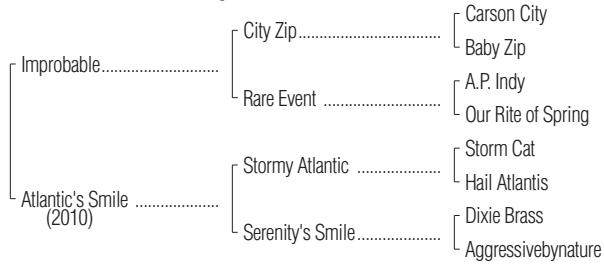 Carson City
City Zip
Baby Zip
Improbable
A.P. Indy
Rare Event
Our Rite of Spring
Storm Cat
Stormy Atlantic
Hail Atlantis
Atlantic's Smile
(2010)
Dixie Brass
Serenity's Smile
Aggressivebynature